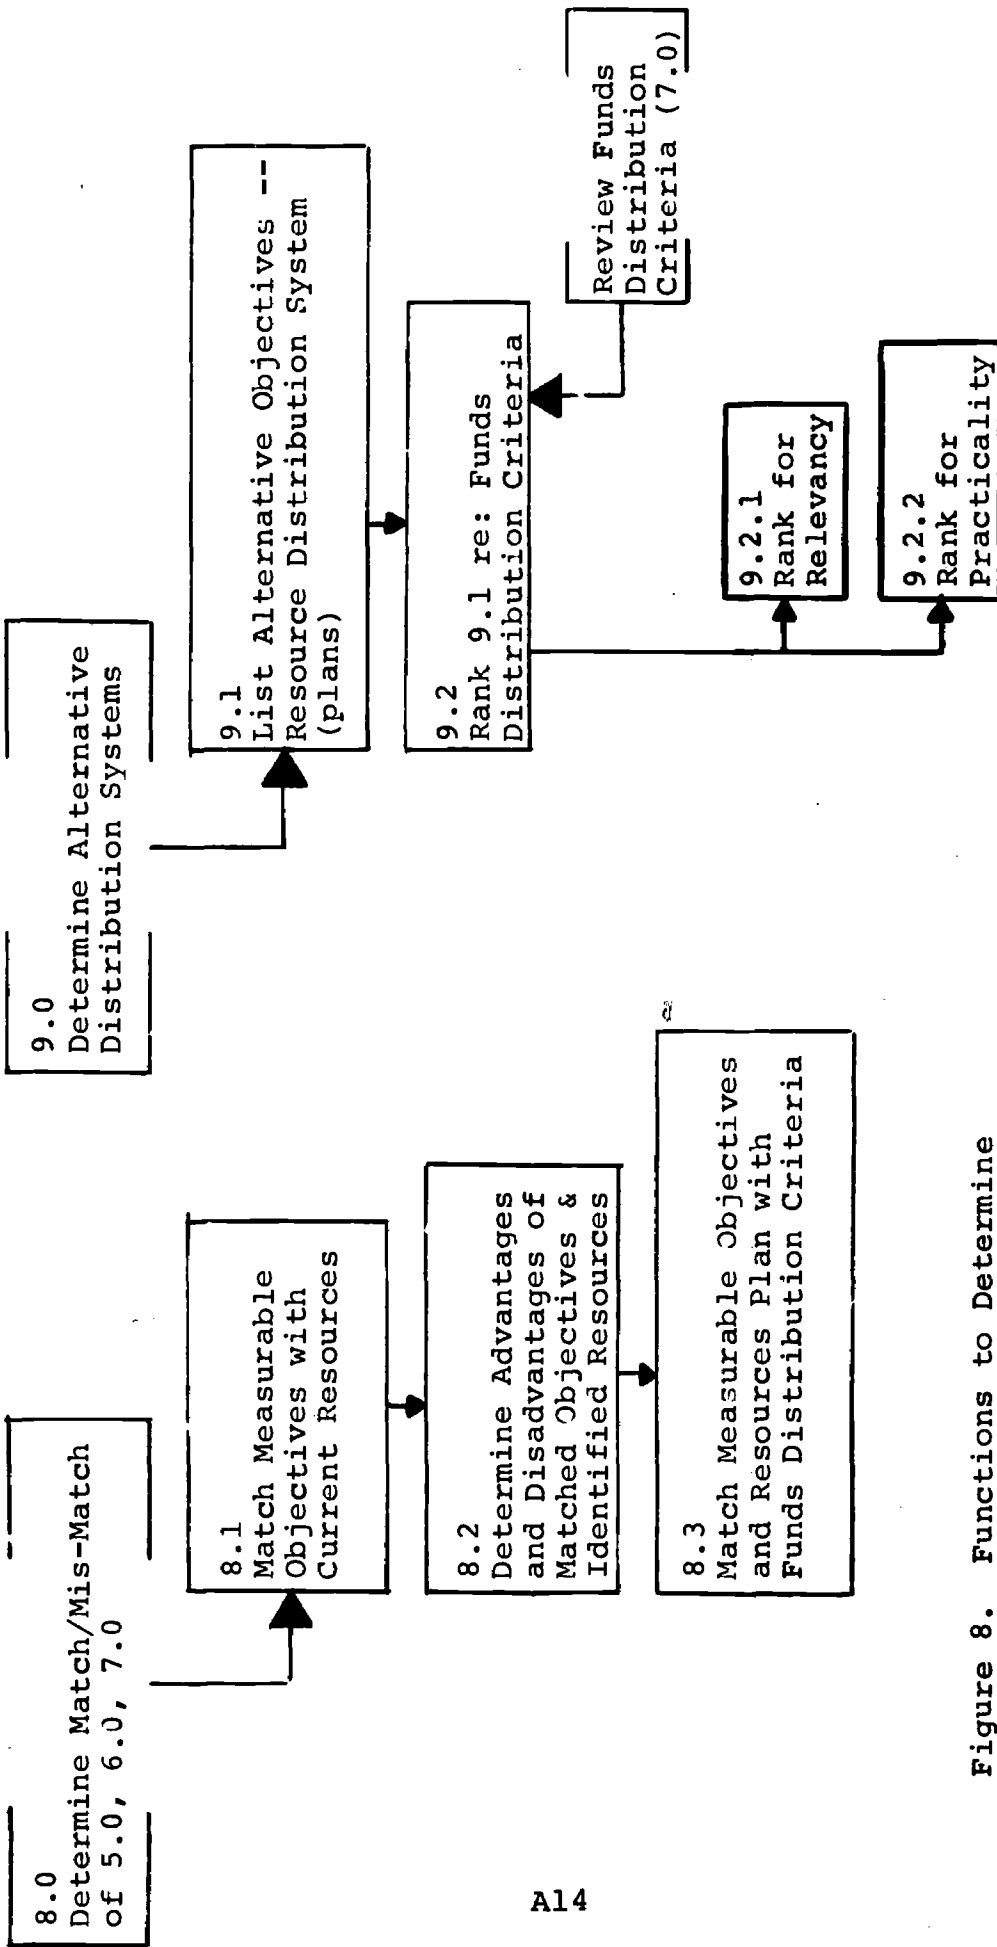 8.0
Determine Match/Mis-Match
of 5.0, 6.0, 7.0
8.1
Match Measurable
Objectives with
Current Resources
8.2
Determine Advantages
and Disadvantages of
Matched Objectives &
Identified Resources
8.3
Match Measurable Objectives
and Resources Plan with
Funds Distribution Criteria
9.0
Determine Alternative
Distribution Systems
9.1
List Alternative Objectives --
Resource Distribution System
(plans)
9.2
Rank 9.1 re: Funds
Distribution Criteria
Review Funds
Distribution
Criteria (7.0)
9.2.1
Rank for
Relevancy
9.2.2
Rank for
Practicality
Figure 8. Functions to Determine
A14